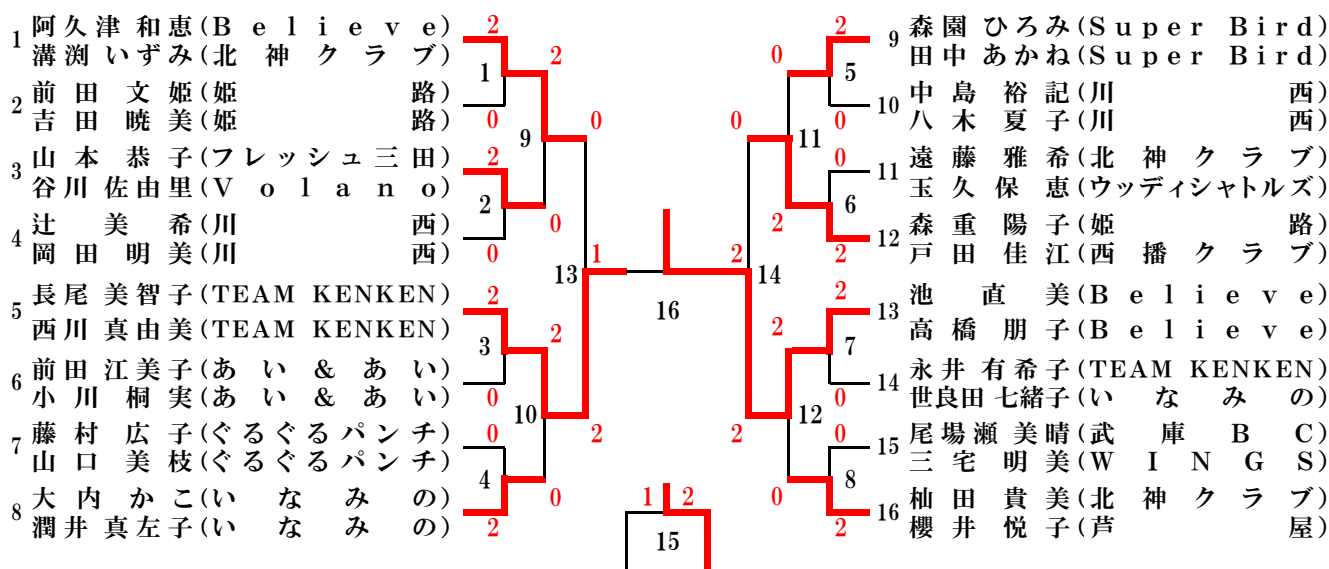 1 阿久津 和恵(Believe)
溝渕 いずみ(北神クラブ)
2 前田文姫(姫路)
吉田暁美(姫路)
3 山本恭子(フレッシュ三田)
谷川佐由里(Volano)
4 辻美希(川西)
岡田明美(川西)
5 長尾美智子(TEAM KENKEN)
西川真由美(TEAM KENKEN)
6 前田江美子(あい&あい)
小川桐実(あい&あい)
7 藤村広子(ぐるぐるパンチ)
山口美枝(ぐるぐるパンチ)
8 大内かこ(いなみの)
潤井真左子(いなみの)
2
1
0
2
9
2
2
0
0
0
13
1
2
3
0
2
10
0
4
2
0
2
16
1 2
15
0
2
5
0
0
11
0
6
2
2
2
14
2
7
0
2
12
2
0
8
0
2
9 森園 ひろみ(Super Bird)
田中 あかね(Super Bird)
10 中島裕記(川西)
八木夏子(川西)
11 遠藤雅希(北神クラブ)
玉久保恵(ウッディシャトルズ)
12 森重陽子(姫路)
戸田佳江(西播クラブ)
13 池直美(Believe)
高橋朋子(Believe)
14 永井 有希子(TEAM KENKEN)
世良田 七緒子(いなみの)
15 尾場瀬 美晴(武庫BC)
三宅明美(WINGS)
16 柚田貴美(北神クラブ)
櫻井悦子(芦屋)